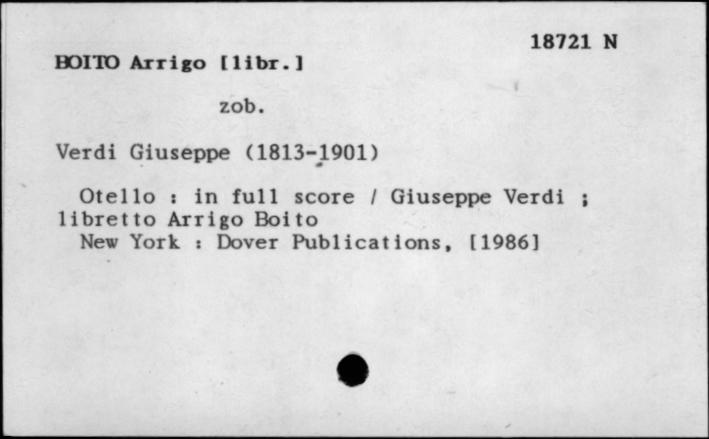 18721 N
BOITO Arrigo [libr.]
zob.
Verdi Giuseppe (1813-1901)
Otello : in full score / Giuseppe Verdi ;
libretto Arrigo Boito
New York : Dover Publications, [1986]